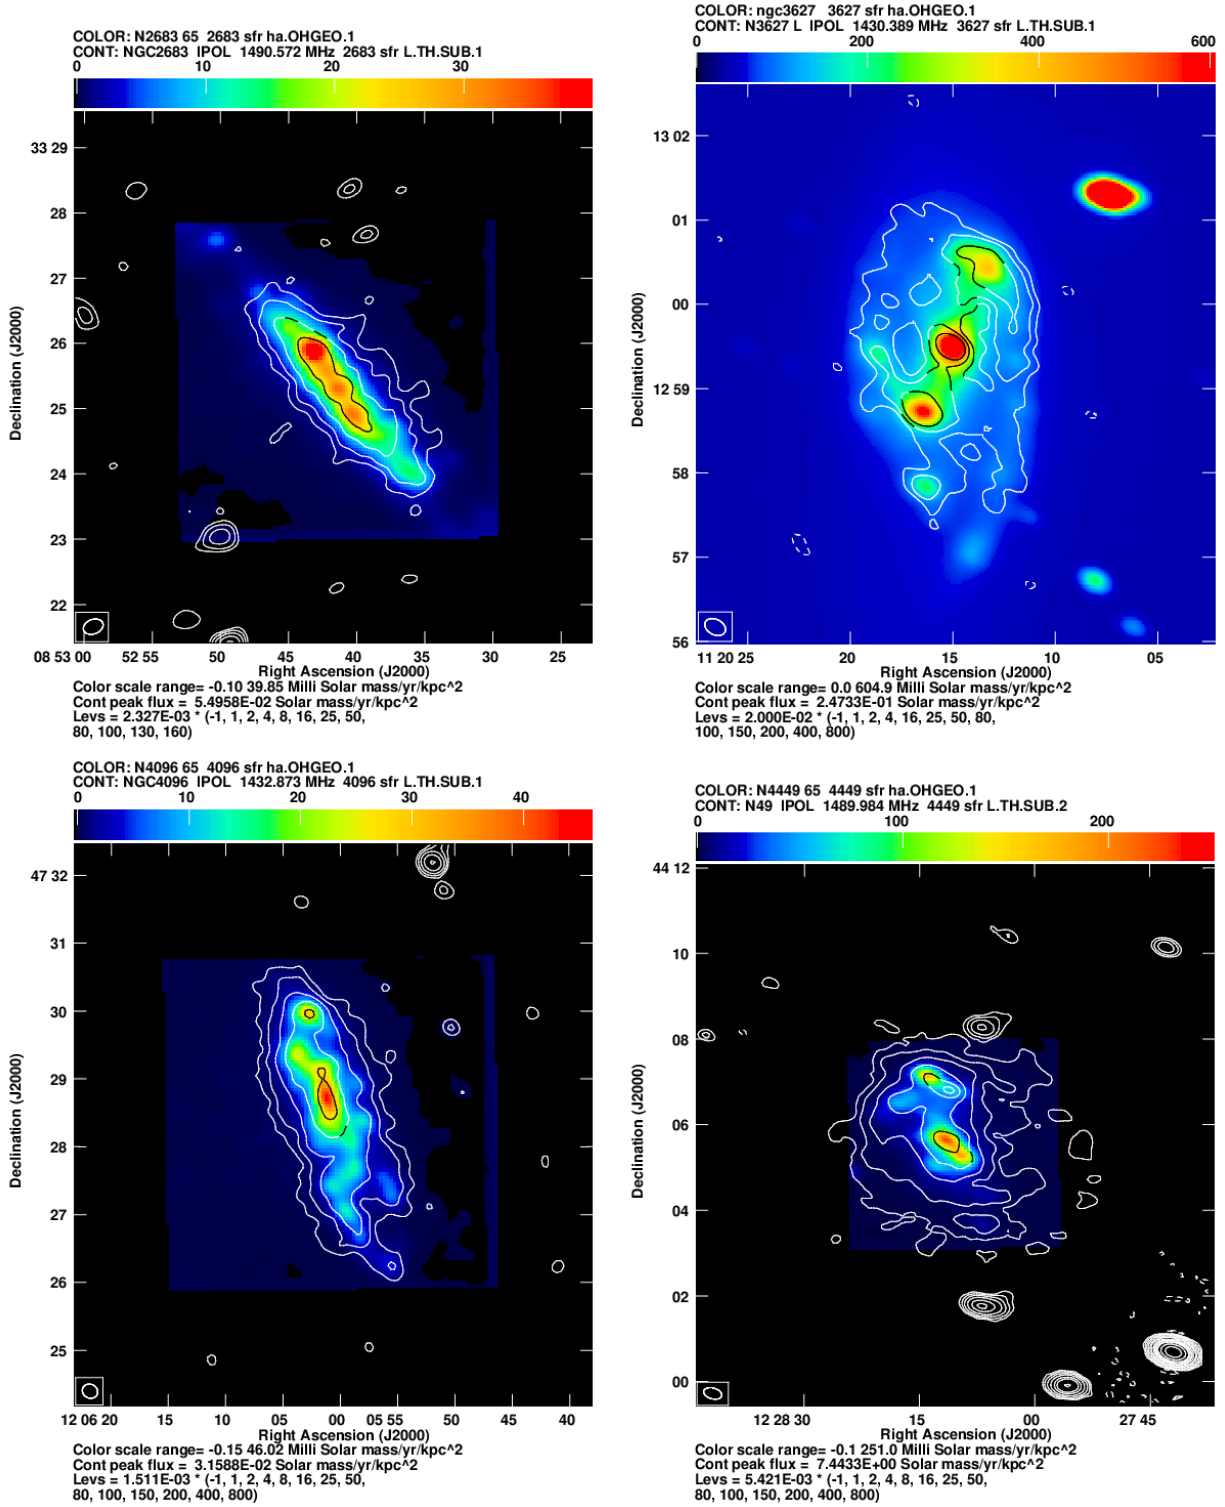 COLOR: N2683 65 2683 sfr ha.OHGEO.1
CONT: NGC2683 IPOL 1490.572 MHz 2683 sfr L.TH.SUB.1
0 10 20 30
33 29
28
27
26
25
24
23
22
Declination (J2000)
08 53 00 52 55 50 45 40 35 30 25
Right Ascension (J2000)
Color scale range= -0.10 39.85 Milli Solar mass/yr/kpc^2
Cont peak flux = 5.4958E-02 Solar mass/yr/kpc^2
Levs = 2.327E-03 * (-1, 1, 2, 4, 8, 16, 25, 50,
80, 100, 130, 160)
COLOR: ngc3627 3627 sfr ha.OHGEO.1
CONT: N3627 L IPOL 1430.389 MHz 3627 sfr L.TH.SUB.1
0 200 400 600
13 02
01
00
12 59
58
57
56
Declination (J2000)
11 20 25 20 15 10 05
Right Ascension (J2000)
Color scale range= 0.0 604.9 Milli Solar mass/yr/kpc^2
Cont peak flux = 2.4733E-01 Solar mass/yr/kpc^2
Levs = 2.000E-02 * (-1, 1, 2, 4, 16, 25, 50, 80,
100, 150, 200, 400, 800)
COLOR: N4096 65 4096 sfr ha.OHGEO.1
CONT: NGC4096 IPOL 1432.873 MHz 4096 sfr L.TH.SUB.1
0 10 20 30 40
47 32
31
30
29
28
27
26
25
Declination (J2000)
12 06 20 15 10 05 00 05 55 50 45 40
Right Ascension (J2000)
Color scale range= -0.15 46.02 Milli Solar mass/yr/kpc^2
Cont peak flux = 3.1588E-02 Solar mass/yr/kpc^2
Levs = 1.511E-03 * (-1, 1, 2, 4, 8, 16, 25, 50,
80, 100, 150, 200, 400, 800)
COLOR: N4449 65 4449 sfr ha.OHGEO.1
CONT: N49 IPOL 1489.984 MHz 4449 sfr L.TH.SUB.2
0 100 200
44 12
10
08
06
04
02
00
Declination (J2000)
12 28 30 15 00 27 45
Right Ascension (J2000)
Color scale range= -0.1 251.0 Milli Solar mass/yr/kpc^2
Cont peak flux = 7.4433E+00 Solar mass/yr/kpc^2
Levs = 5.421E-03 * (-1, 1, 2, 4, 8, 16, 25, 50,
80, 100, 150, 200, 400, 800)